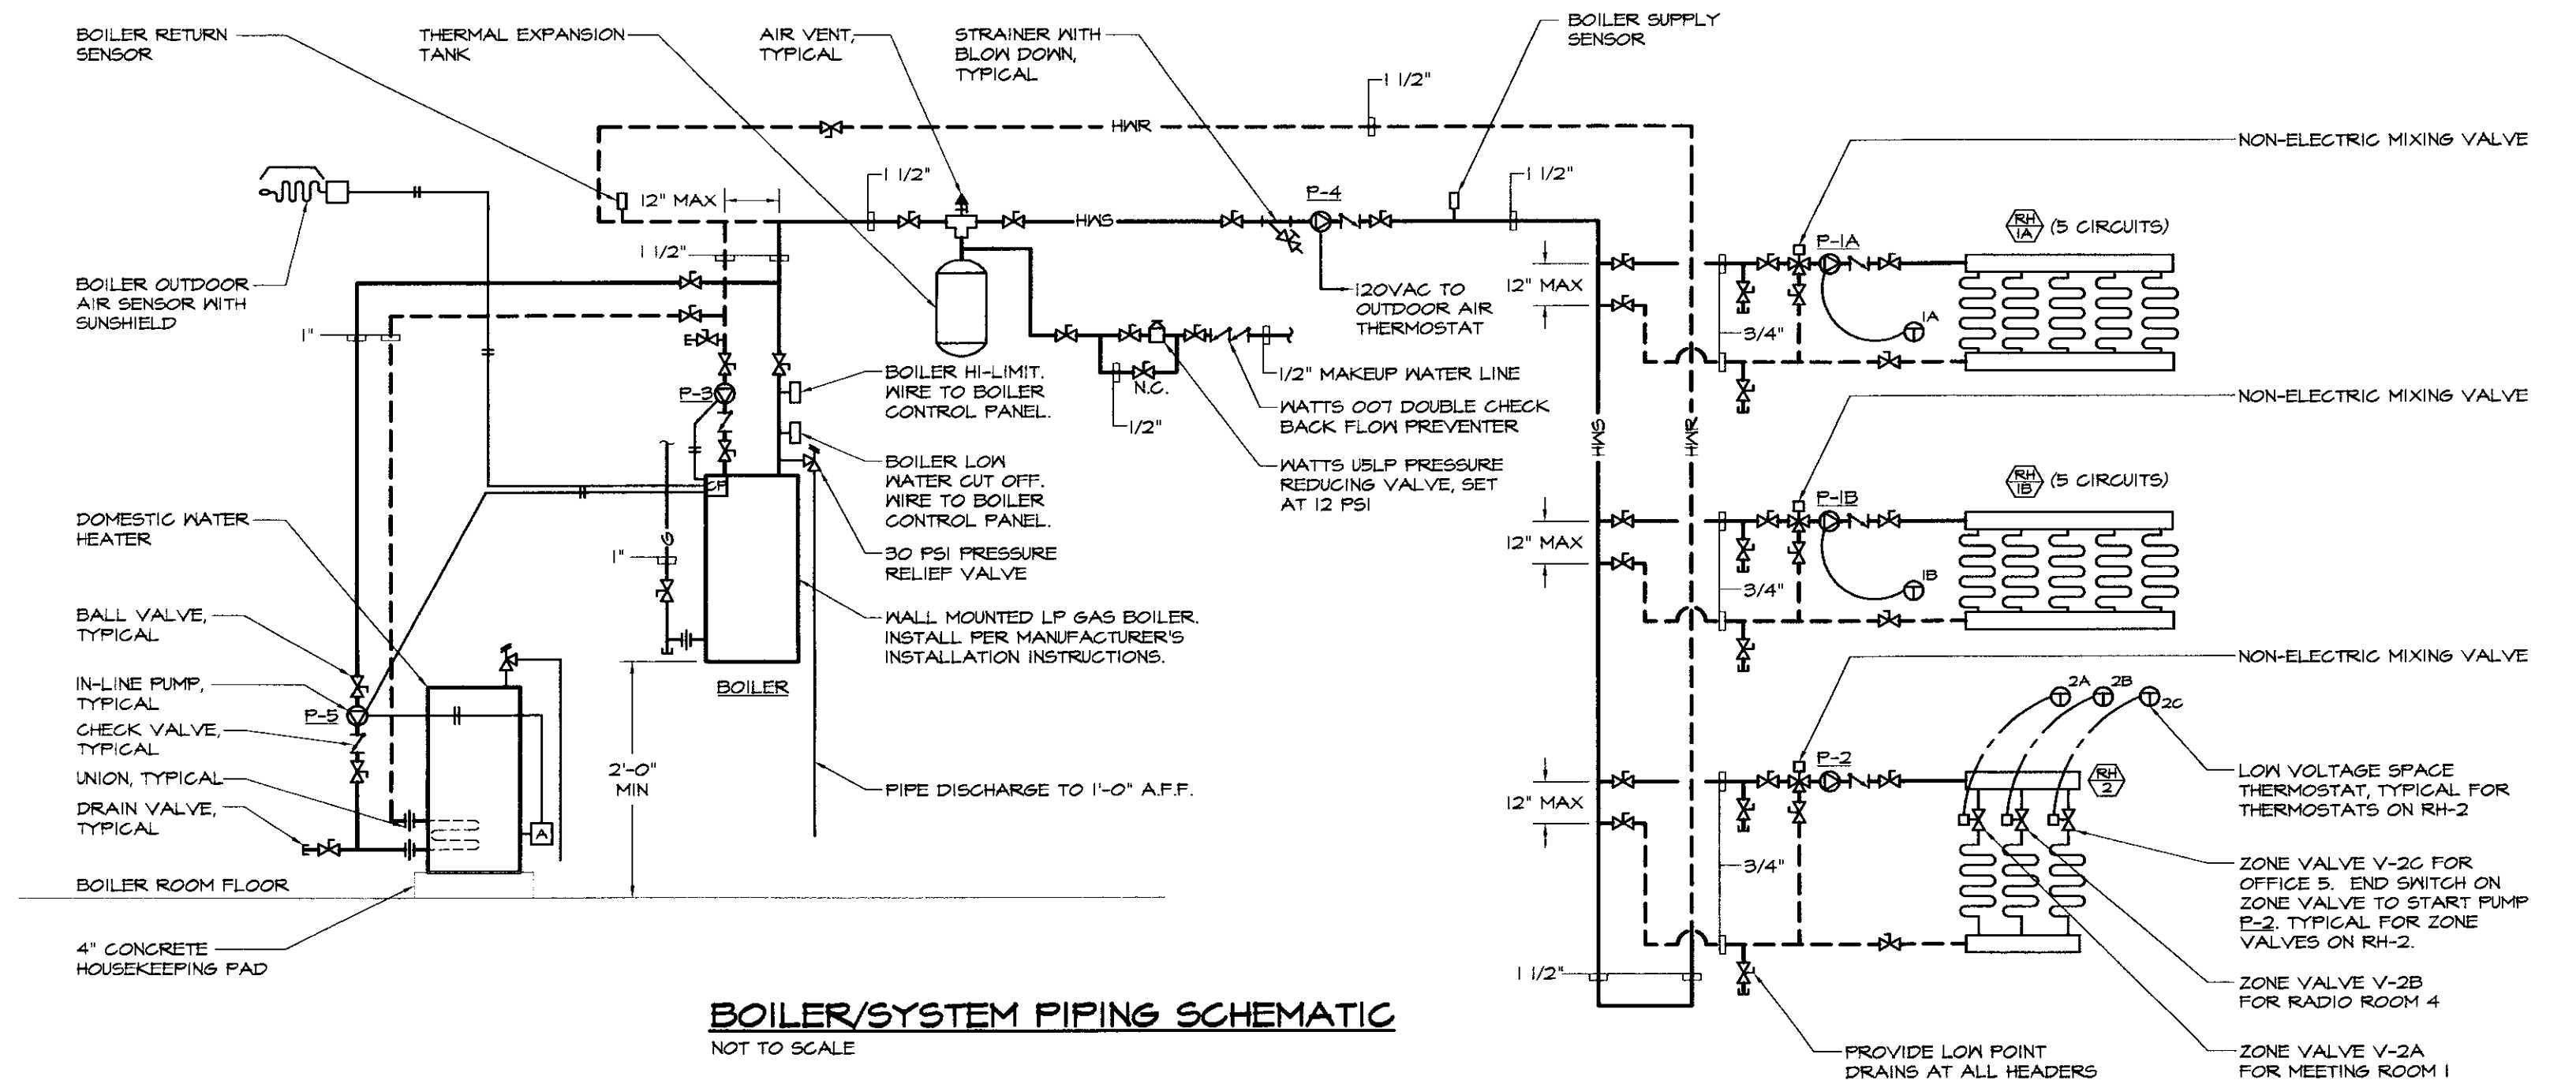 BOILER RETURN
SENSOR
THERMAL EXPANSION
TANK
AIR VENT,
TYPICAL
STRAINER WITH
BLOW DOWN,
TYPICAL
BOILER SUPPLY
SENSOR
1 1/2"
HWR
NON-ELECTRIC MIXING VALVE
12" MAX
1 1/2"
HWS
P-4
1 1/2"
RH
1A
(5 CIRCUITS)
P-1A
1 1/2"
BOILER OUTDOOR
AIR SENSOR WITH
SUNSHIELD
1"
12" MAX
120VAC TO
OUTDOOR AIR
THERMOSTAT
1A
3/4"
P-3
BOILER HI-LIMIT.
WIRE TO BOILER
CONTROL PANEL.
N.C.
1/2"
1/2" MAKEUP WATER LINE
WATTS 007 DOUBLE CHECK
BACK FLOW PREVENTER
WATTS U5LP PRESSURE
REDUCING VALVE, SET
AT 12 PSI
NON-ELECTRIC MIXING VALVE
HWS
HWR
BOILER LOW
WATER CUT OFF.
WIRE TO BOILER
CONTROL PANEL.
CP
RH
1B
(5 CIRCUITS)
P-1B
DOMESTIC WATER
HEATER
G
1"
30 PSI PRESSURE
RELIEF VALVE
12" MAX
1B
3/4"
BALL VALVE,
TYPICAL
WALL MOUNTED LP GAS BOILER.
INSTALL PER MANUFACTURER'S
INSTALLATION INSTRUCTIONS.
BOILER
NON-ELECTRIC MIXING VALVE
IN-LINE PUMP,
TYPICAL
P-5
CHECK VALVE,
TYPICAL
UNION, TYPICAL
DRAIN VALVE,
TYPICAL
A
2'-0"
MIN
PIPE DISCHARGE TO 1'-0" A.F.F.
2A
2B
2C
P-2
RH
2
12" MAX
3/4"
LOW VOLTAGE SPACE
THERMOSTAT, TYPICAL FOR
THERMOSTATS ON RH-2
ZONE VALVE V-2C FOR
OFFICE 5. END SWITCH ON
ZONE VALVE TO START PUMP
P-2. TYPICAL FOR ZONE
VALVES ON RH-2.
BOILER ROOM FLOOR
4" CONCRETE
HOUSEKEEPING PAD
1 1/2"
ZONE VALVE V-2B
FOR RADIO ROOM 4
BOILER/SYSTEM PIPING SCHEMATIC
NOT TO SCALE
PROVIDE LOW POINT
DRAINS AT ALL HEADERS
ZONE VALVE V-2A
FOR MEETING ROOM 1